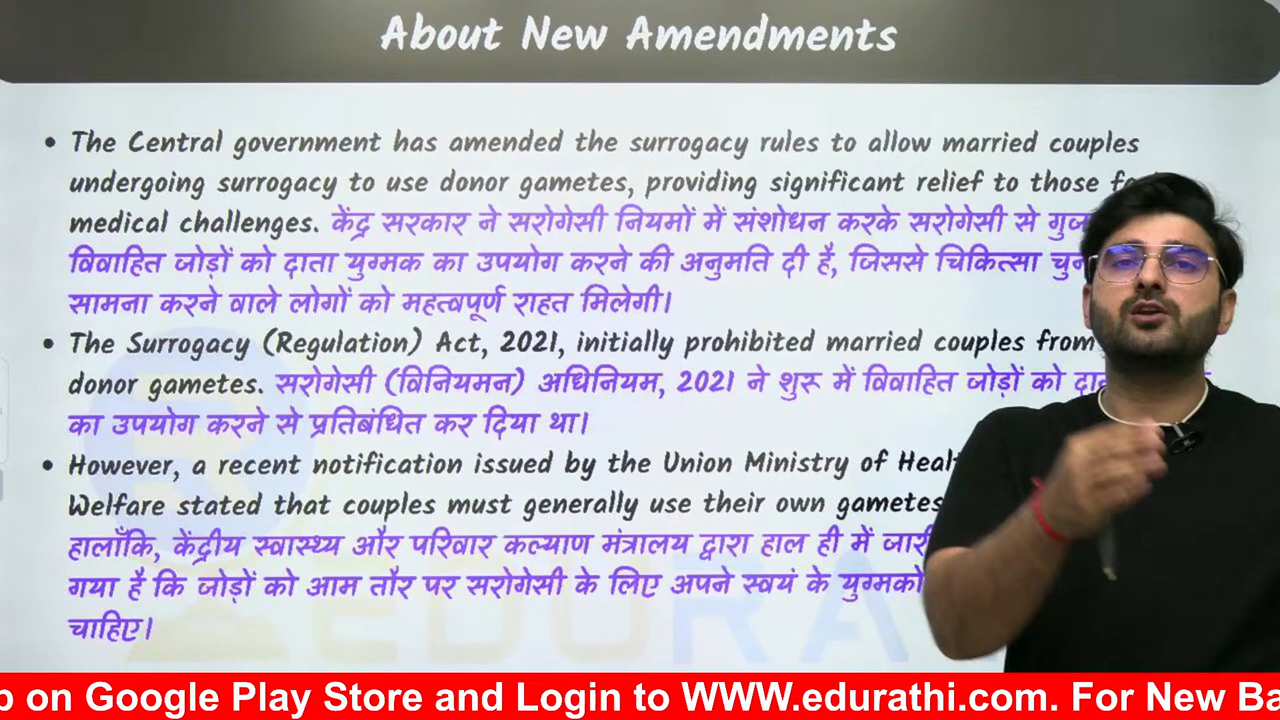 About New Amendments
• The Central government has amended the surrogacy rules to allow married couples
undergoing surrogacy to use donor gametes, providing significant relief to those
medical challenges. केंद्र सरकार ने सरोगेसी नियमों में संशोधन करके सरोगेसी से
विवाहित जोड़ों को दाता युग्मक का उपयोग करने की अनुमति दी है, जिससे चिकित्सा
सामना करने वाले लोगों को महत्वपूर्ण राहत मिलेगी।
• The Surrogacy (Regulation) Act, 2021, initially prohibited married couples from
donor gametes. सरोगेसी (विनियमन) अधिनियम, 2021 ने शुरू में विवाहित जोड़ों को
का उपयोग करने से प्रतिबंधित कर दिया था।
• However, a recent notification issued by the Union Ministry of
Welfare stated that couples must generally use their own gametes
हालाँकि, केंद्रीय स्वास्थ्य और परिवार कल्याण मंत्रालय द्वारा हाल ही में
गया है कि जोड़ों को आम तौर पर सरोगेसी के लिए अपने स्वयं के
चाहिए।
on Google Play Store and Login to WWW.edurathi.com. For New